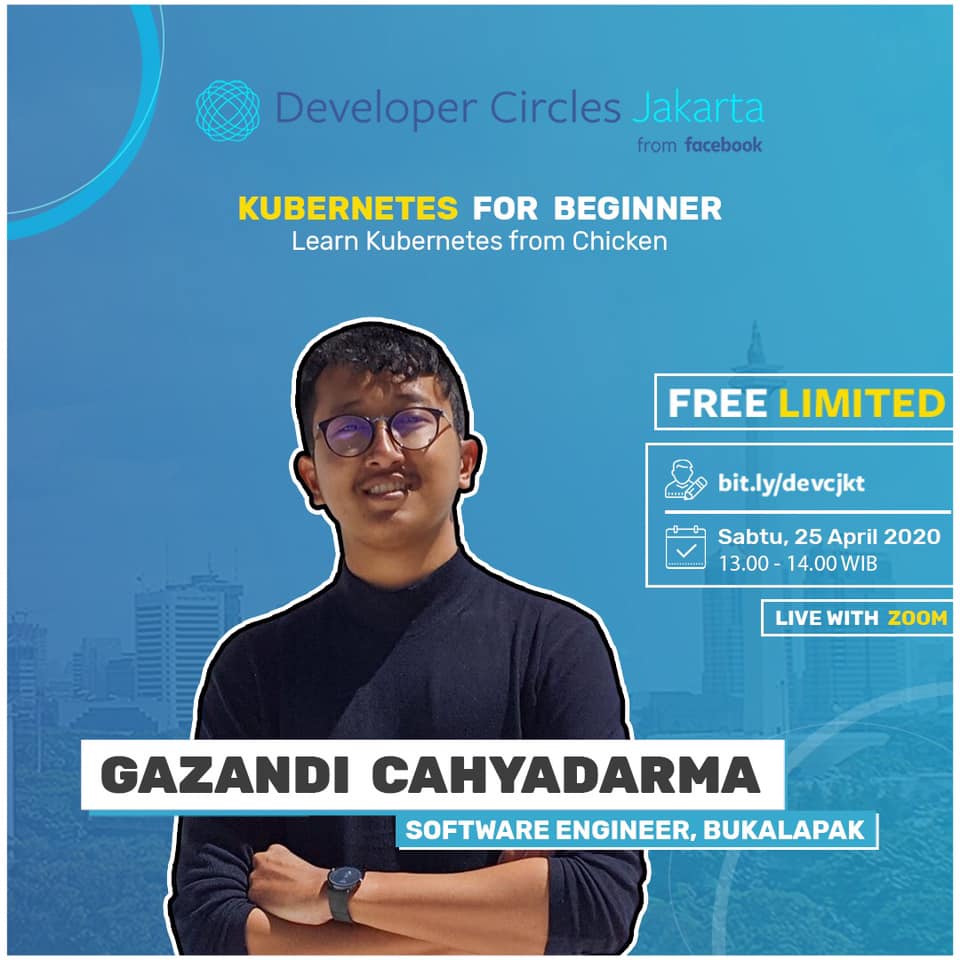 Developer Circles Jakarta
from facebook
KUBERNETES FOR BEGINNER
Learn Kubernetes from Chicken
FREE LIMITED
bit.ly/devcjkt
Sabtu, 25 April 2020
13.00 - 14.00 WIB
LIVE WITH ZOOM
GAZANDI CAHYADARMA
SOFTWARE ENGINEER, BUKALAPAK